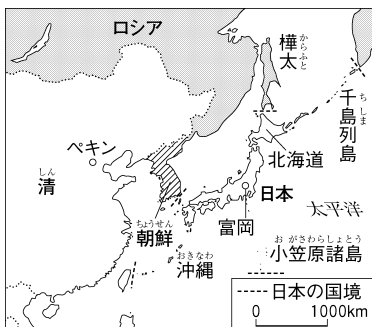 ロシア
樺太
からふと
千島列島
ちしま
北海道
ペキン
清
しん
日本
太平洋
富岡
朝鮮
ちょうせん
沖縄
おきなわ
小笠原諸島
おがさわらしょとう
日本の国境
0 1000km